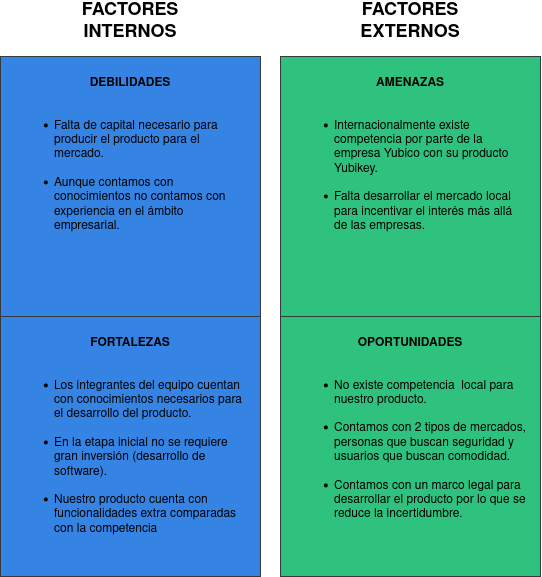 FACTORES
INTERNOS
DEBILIDADES
• Falta de capital necesario para
producir el producto para el
mercado.
• Aunque contamos con
conocimientos no contamos con
experiencia en el ámbito
empresarial.
FORTALEZAS
• Los integrantes del equipo cuentan
con conocimientos necesarios para
el desarrollo del producto.
• En la etapa inicial no se requiere
gran inversión (desarrollo de
software).
• Nuestro producto cuenta con
funcionalidades extra comparadas
con la competencia
FACTORES
EXTERNOS
AMENAZAS
• Internacionalmente existe
competencia por parte de la
empresa Yubico con su producto
Yubikey.
• Falta desarrollar el mercado local
para incentivar el interés más allá
de las empresas.
OPORTUNIDADES
• No existe competencia  local para
nuestro producto.
• Contamos con 2 tipos de mercados,
personas que buscan seguridad y
usuarios que buscan comodidad.
• Contamos con un marco legal para
desarrollar el producto por lo que se
reduce la incertidumbre.